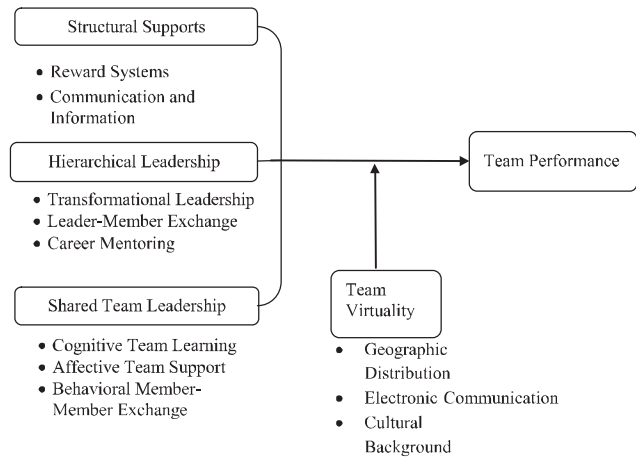 Structural Supports
• Reward Systems
• Communication and
Information
Hierarchical Leadership
• Transformational Leadership
• Leader-Member Exchange
• Career Mentoring
Shared Team Leadership
• Cognitive Team Learning
• Affective Team Support
• Behavioral Member-
Member Exchange
Team Performance
Team
Virtuality
• Geographic
Distribution
• Electronic Communication
• Cultural
Background